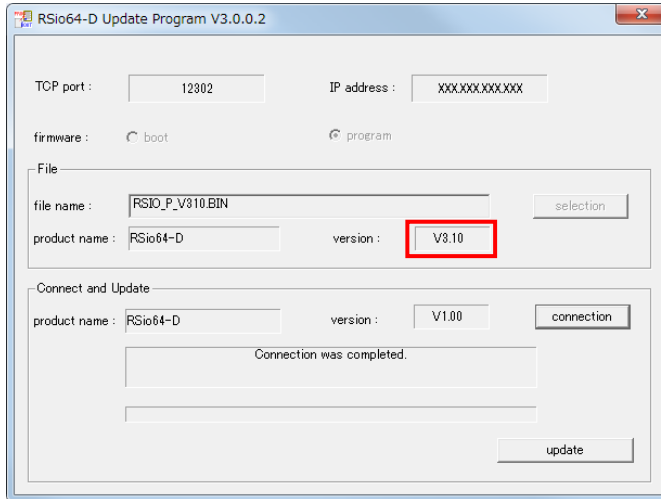 RSio64-D Update Program V3.0.0.2
TCP port : 12302 IP address : XXX.XXX.XXX.XXX
firmware : boot program
File
file name : RSIO_P_V310.BIN selection
product name : RSio64-D version : V3.10
Connect and Update
product name : RSio64-D version : V1.00 connection
Connection was completed.
update